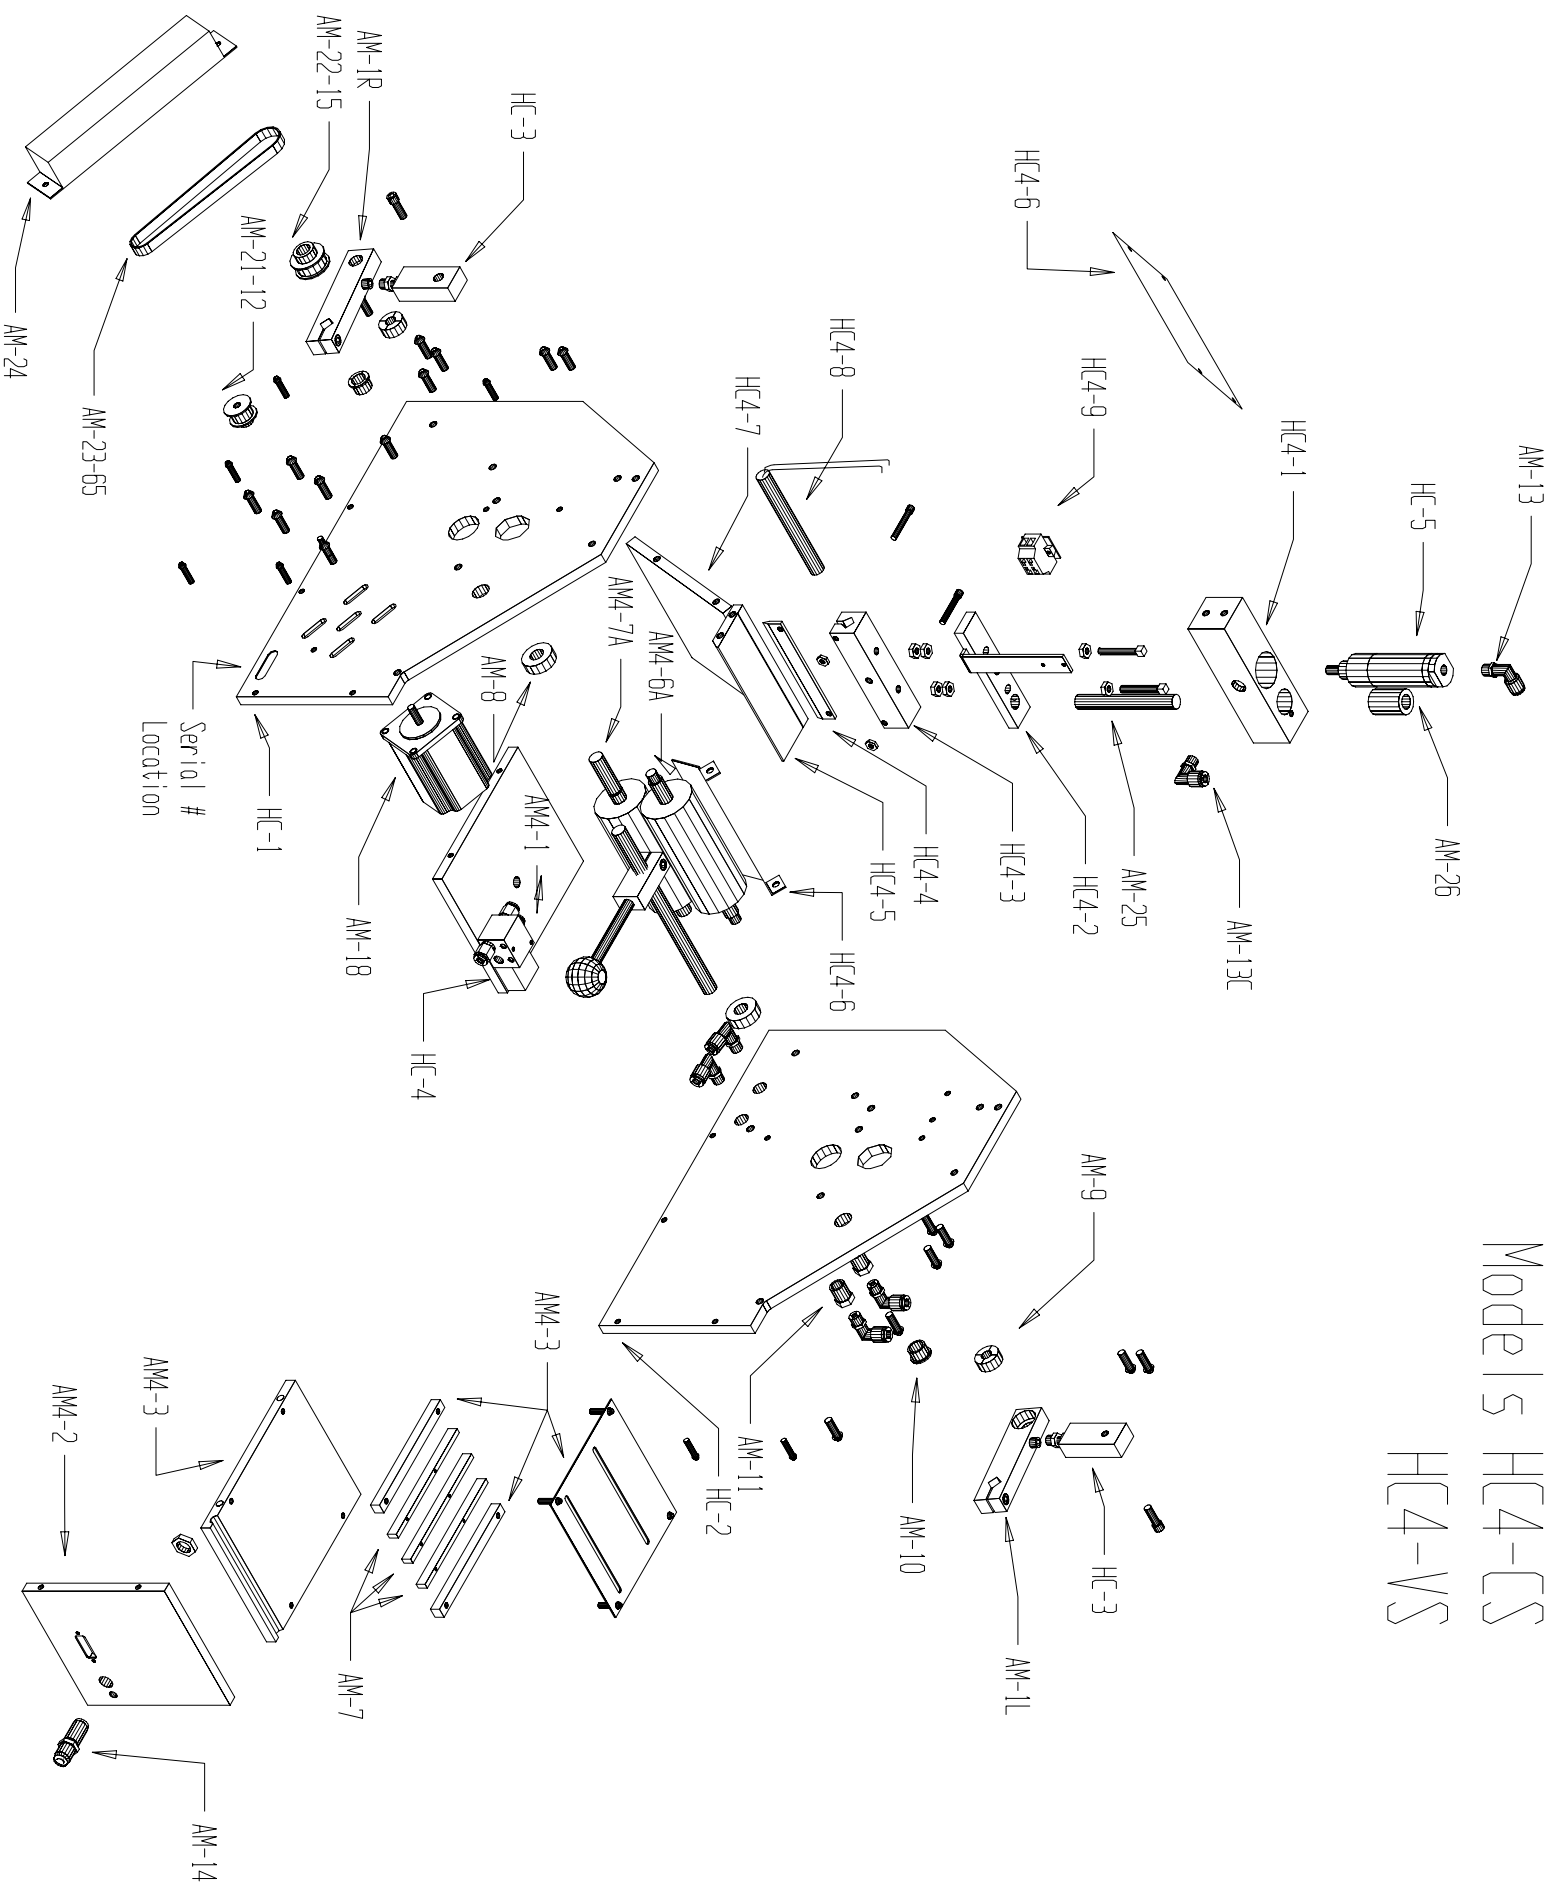 Models HC4-CS
HC4-VS
AM-13
HC-5
HC4-1
AM-26
HC4-6
AM-13C
HC4-9
AM-25
HC4-2
HC4-3
HC4-8
HC4-4
HC4-5
HC4-7
HC4-6
HC-3
AM-1R
AM-22-15
AM-21-12
AM-23-65
AM-24
AM4-7A
AM4-6A
AM-8
AM4-1
Serial #
Location
HC-1
AM-18
HC-4
AM-9
HC-3
AM-1L
AM-10
AM-11
HC-2
AM4-3
AM4-3
AM4-2
AM-7
AM-14